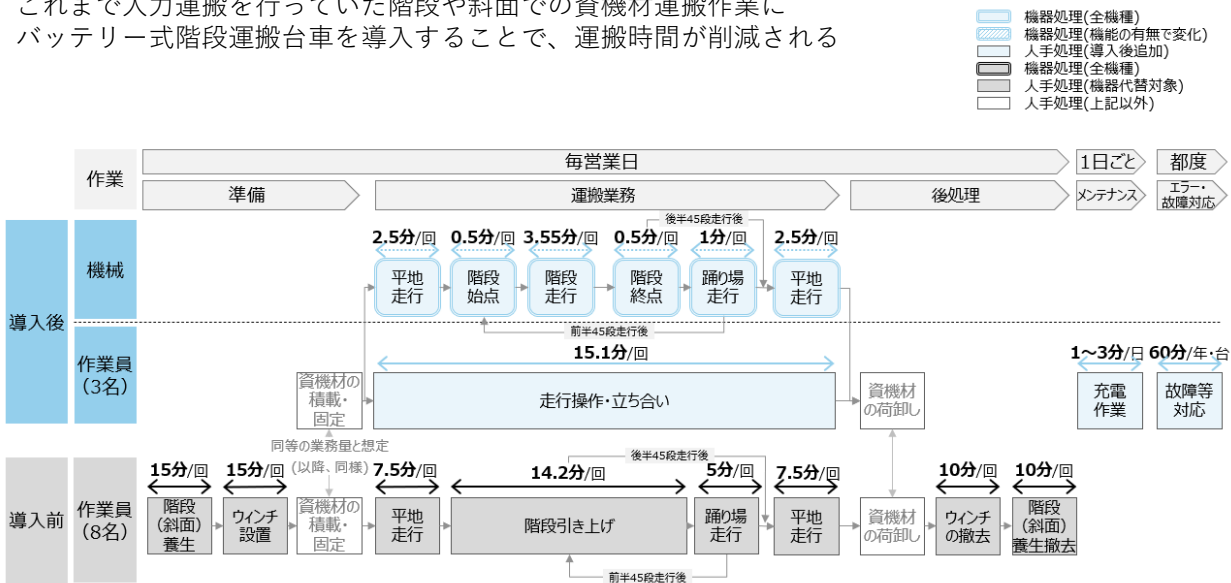 これまで人力運搬を行っていた階段や斜面での資機材運搬作業に
バッテリー式階段運搬台車を導入することで、運搬時間が削減される
機器処理(全機種)
機器処理(機能の有無で変化)
人手処理(導入後追加)
機器処理(全機種)
人手処理(機器代替対象)
人手処理(上記以外)
作業
毎営業日
1日ごと
都度
準備
運搬業務
後処理
メンテナンス
エラー・
故障対応
導入後
機械
後半45段走行後
2.5分/回
0.5分/回
3.55分/回
0.5分/回
1分/回
2.5分/回
平地
走行
階段
始点
階段
走行
階段
終点
踊り場
走行
平地
走行
前半45段走行後
作業員
(3名)
15.1分/回
1～3分/日
60分/年・台
資機材の
積載・
固定
走行操作・立ち合い
資機材
の荷卸し
充電
作業
故障等
対応
同等の業務量と想定
(以降、同様)
導入前
作業員
(8名)
後半45段走行後
15分/回
15分/回
7.5分/回
14.2分/回
5分/回
7.5分/回
10分/回
10分/回
階段
(斜面)
養生
ウィンチ
設置
資機材の
積載・
固定
平地
走行
階段引き上げ
踊り場
走行
平地
走行
資機材
の荷卸し
ウィンチ
の撤去
階段
(斜面)
養生撤去
前半45段走行後